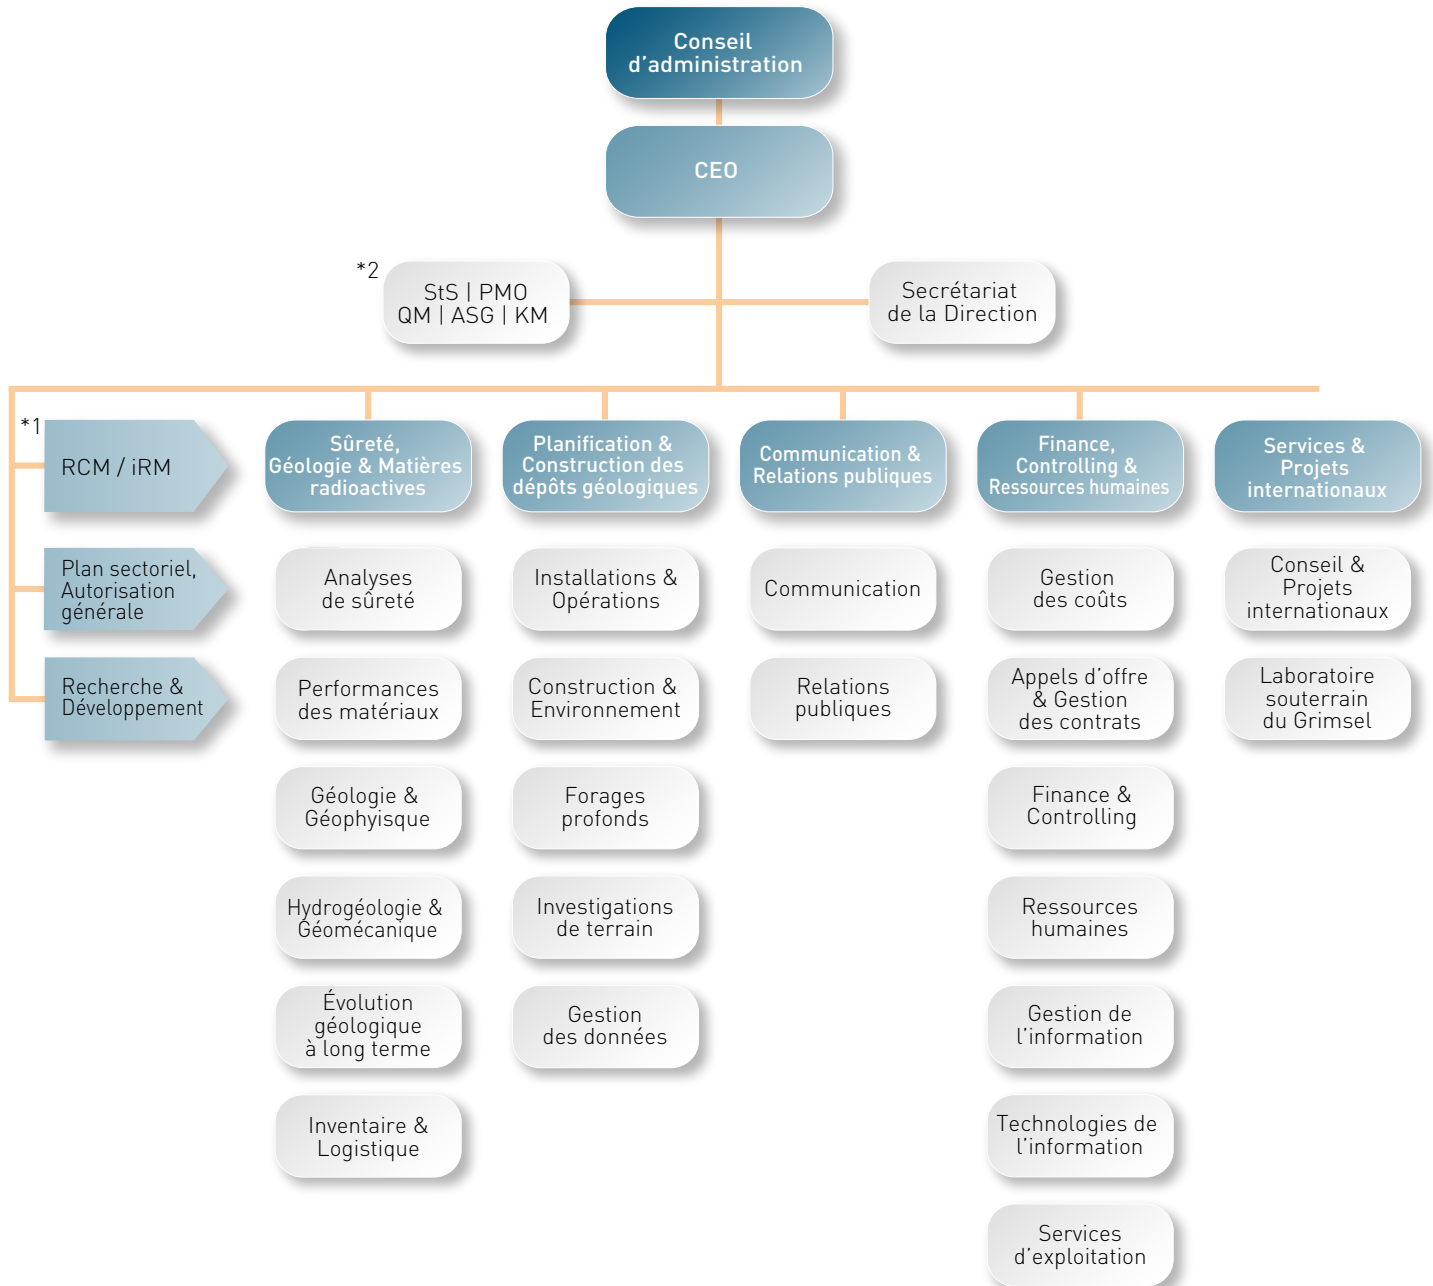 Conseil
d'administration
CEO
*2
StS | PMO
QM | ASG | KM
Secrétariat
de la Direction
*1
RCM / iRM
Sûreté,
Géologie & Matières
radioactives
Planification &
Construction des
dépôts géologiques
Communication &
Relations publiques
Finance,
Controlling &
Ressources humaines
Services &
Projets
internationaux
Plan sectoriel,
Autorisation
générale
Analyses
de sûreté
Installations &
Opérations
Communication
Gestion
des coûts
Conseil &
Projets
internationaux
Recherche &
Développement
Performances
des matériaux
Construction &
Environnement
Relations
publiques
Appels d'offre
& Gestion
des contrats
Laboratoire
souterrain
du Grimsel
Géologie &
Géophyisque
Forages
profonds
Finance &
Controlling
Hydrogéologie &
Géomécanique
Investigations
de terrain
Ressources
humaines
Évolution
géologique
à long terme
Gestion
des données
Gestion de
l'information
Inventaire &
Logistique
Technologies de
l'information
Services
d'exploitation